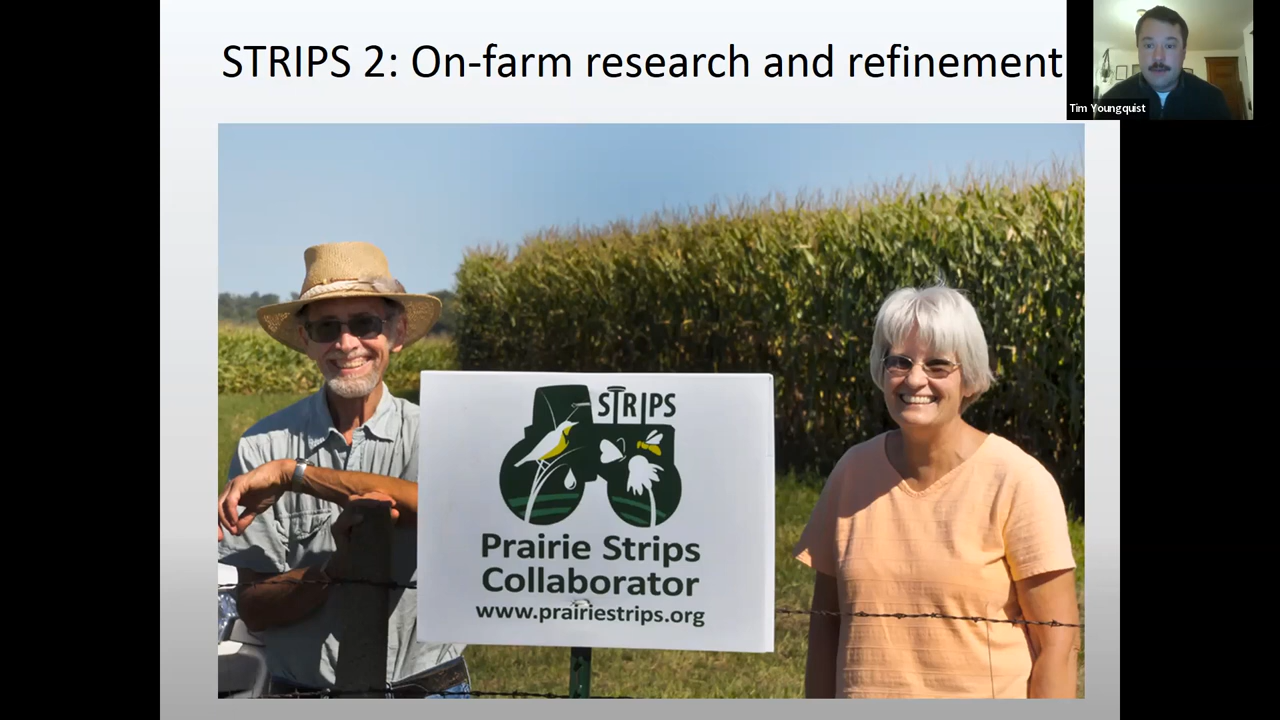 STRIPS 2: On-farm research and refinement
Tim Youngquist
STRIPS
Prairie Strips
Collaborator
www.prairiestrips.org